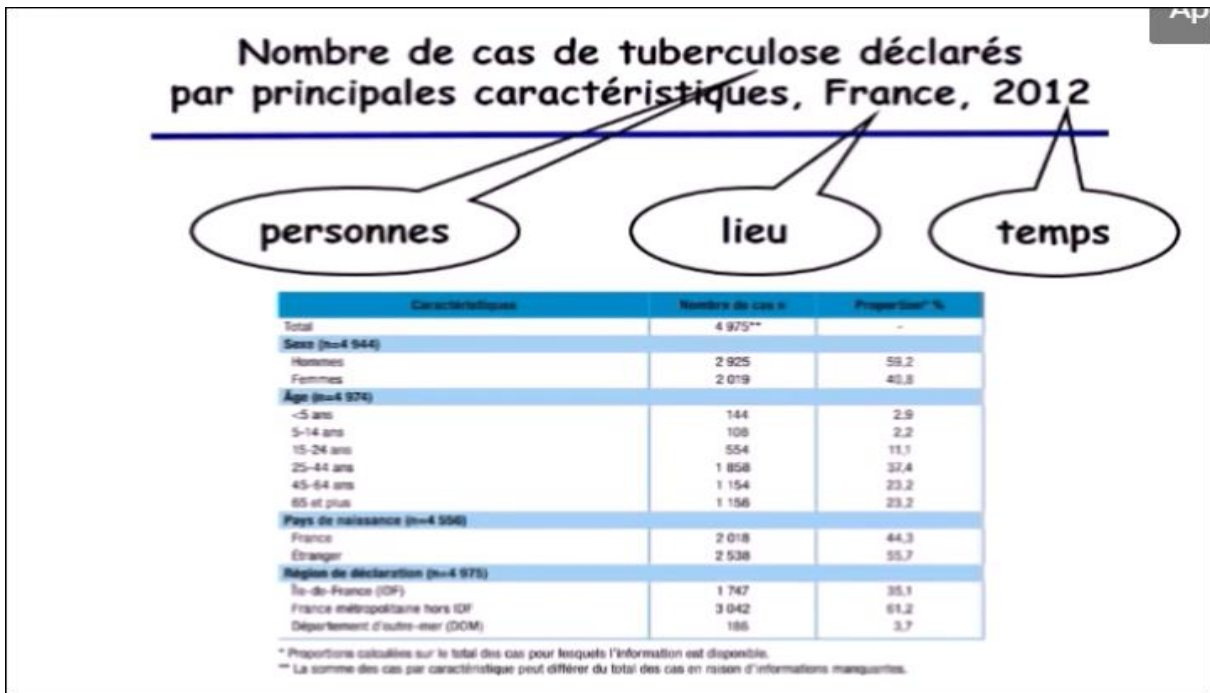 Ap
Nombre de cas de tuberculose déclarés
par principales caractéristiques, France, 2012
personnes lieu temps
Caractéristiques Nombre de cas n Proportion* %
Total 4 975** -
Sexe (n=4 944)
Hommes 2 925 59,2
Femmes 2 019 40,8
Âge (n=4 974)
<5 ans 144 2,9
5-14 ans 108 2,2
15-24 ans 554 11,1
25-44 ans 1 858 37,4
45-64 ans 1 154 23,2
65 et plus 1 156 23,2
Pays de naissance (n=4 556)
France 2 018 44,3
Etranger 2 538 55,7
Région de déclaration (n=4 975)
Île-de-France (IDF) 1 747 35,1
France métropolitaine hors IDF 3 042 61,2
Département d'outre-mer (DOM) 186 3,7
* Proportions calculées sur le total des cas pour lesquels l'information est disponible.
** La somme des cas par caractéristique peut différer du total des cas en raison d'informations manquantes.